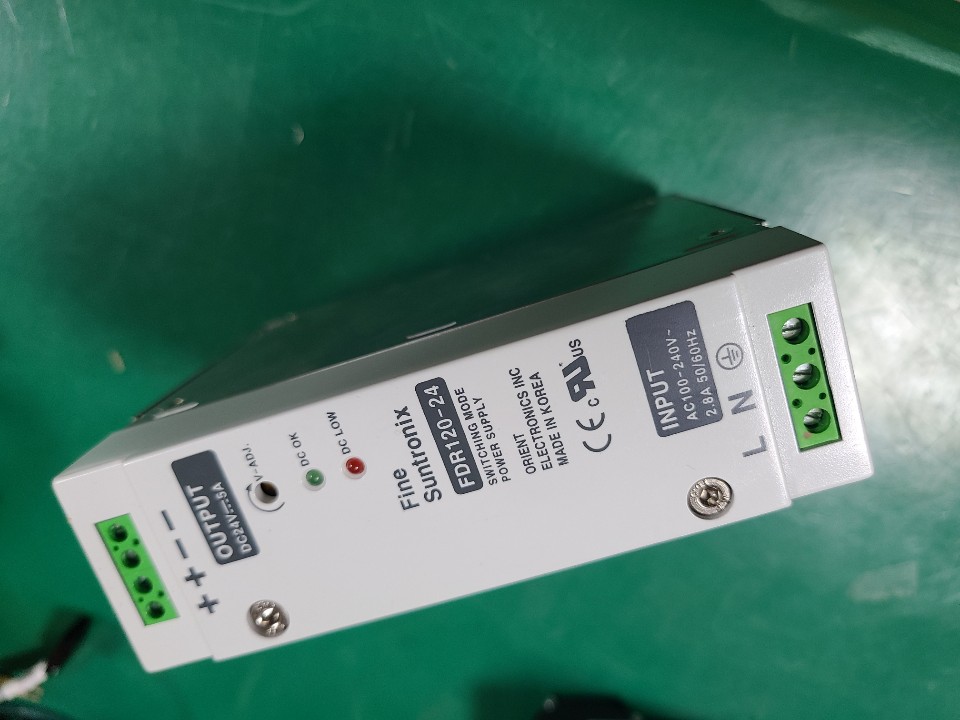 OUTPUT
DC24V⎓5A
V-ADJ.
DC OK
DC LOW
Fine
Suntronix
FDR120-24
SWITCHING MODE
POWER SUPPLY
ORIENT
ELECTRONICS INC
MADE IN KOREA
CE c RU US
INPUT
AC100-240V~
2.8A 50/60Hz
+ + - -
L N